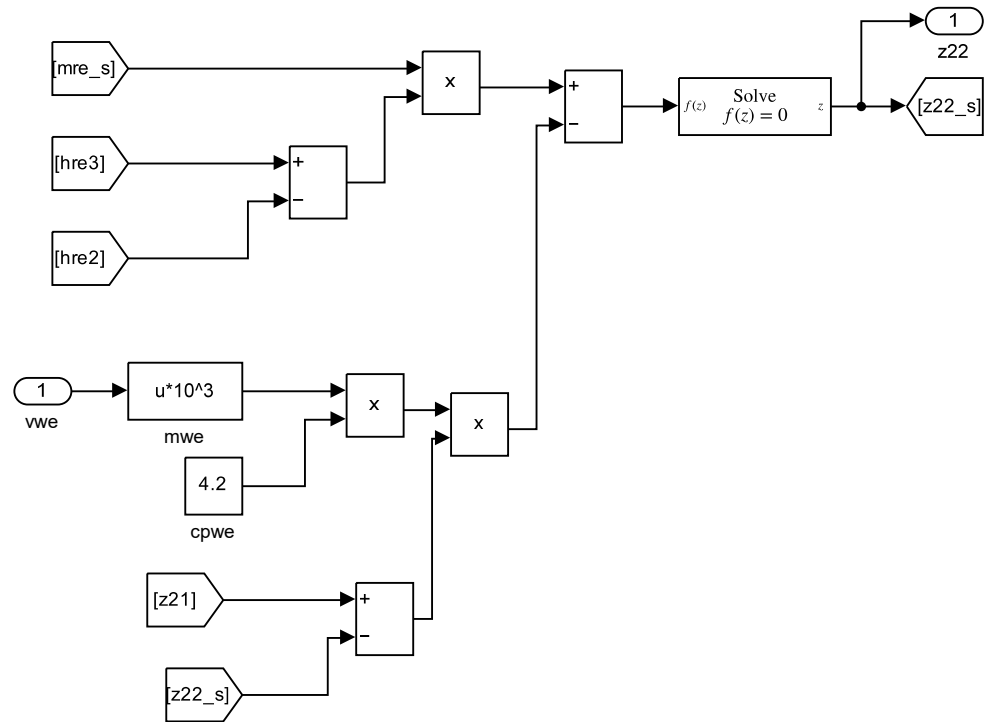 1
z22
[mre_s]
x
+
−
f(z)
Solve
f(z) = 0
z
[z22_s]
[hre3]
+
−
[hre2]
1
vwe
u*10^3
mwe
x
x
4.2
cpwe
[z21]
+
−
[z22_s]